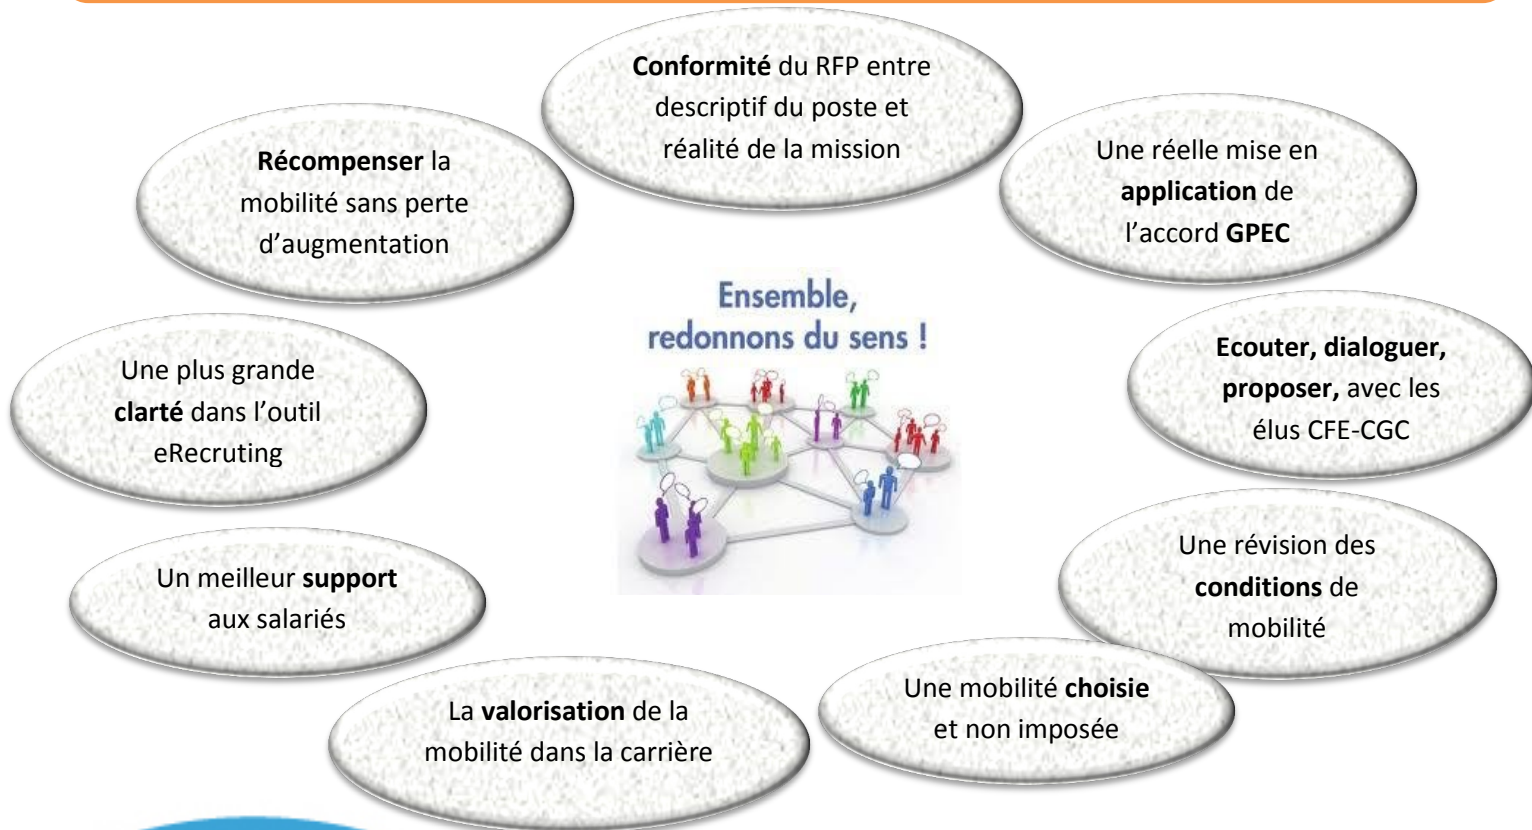 Conformité du RFP entre
descriptif du poste et
réalité de la mission
Récompenser la
mobilité sans perte
d’augmentation
Une réelle mise en
application de
l’accord GPEC
Ensemble,
redonnons du sens !
Une plus grande
clarté dans l’outil
eRecruting
Ecouter, dialoguer,
proposer, avec les
élus CFE-CGC
Un meilleur support
aux salariés
Une révision des
conditions de
mobilité
La valorisation de la
mobilité dans la carrière
Une mobilité choisie
et non imposée